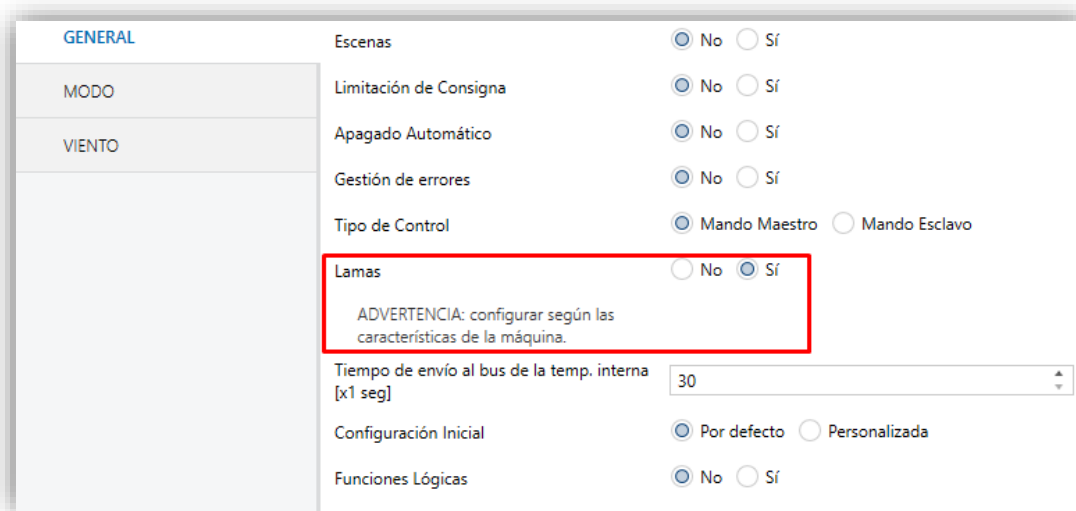 GENERAL
MODO
VIENTO
Escenas No Sí
Limitación de Consigna No Sí
Apagado Automático No Sí
Gestión de errores No Sí
Tipo de Control Mando Maestro Mando Esclavo
Lamas No Sí
ADVERTENCIA: configurar según las
características de la máquina.
Tiempo de envío al bus de la temp. interna
[x1 seg] 30
Configuración Inicial Por defecto Personalizada
Funciones Lógicas No Sí